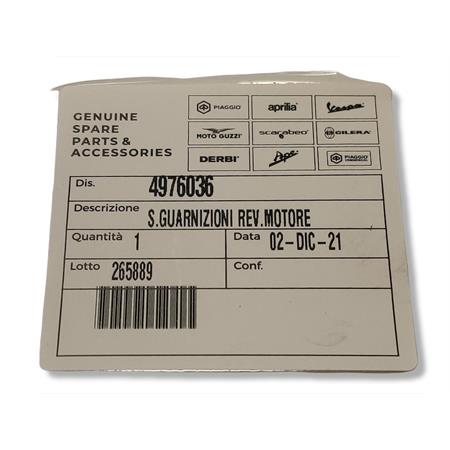 GENUINE
SPARE
PARTS &
ACCESSORIES
PIAGGIO aprilia Vespa
MOTO GUZZI scarabeo GILERA
DERBI Ape PIAGGIO
Dis. 4976036
Descrizione S.GUARNIZIONI REV.MOTORE
Quantità 1 Data 02-DIC-21
Lotto 265889 Conf.